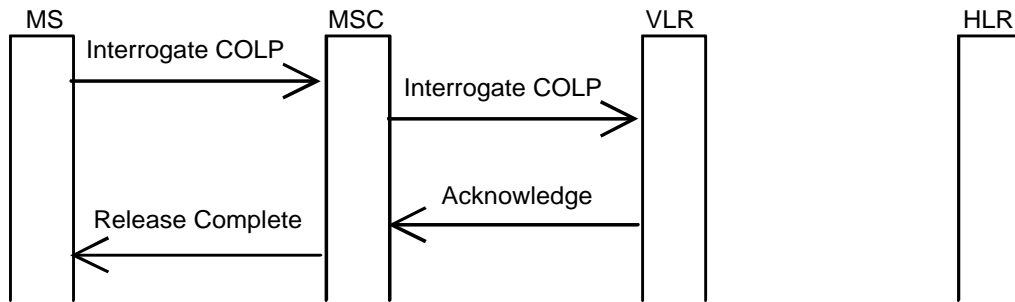 MS
MSC
VLR
HLR
Interrogate COLP
Interrogate COLP
Acknowledge
Release Complete